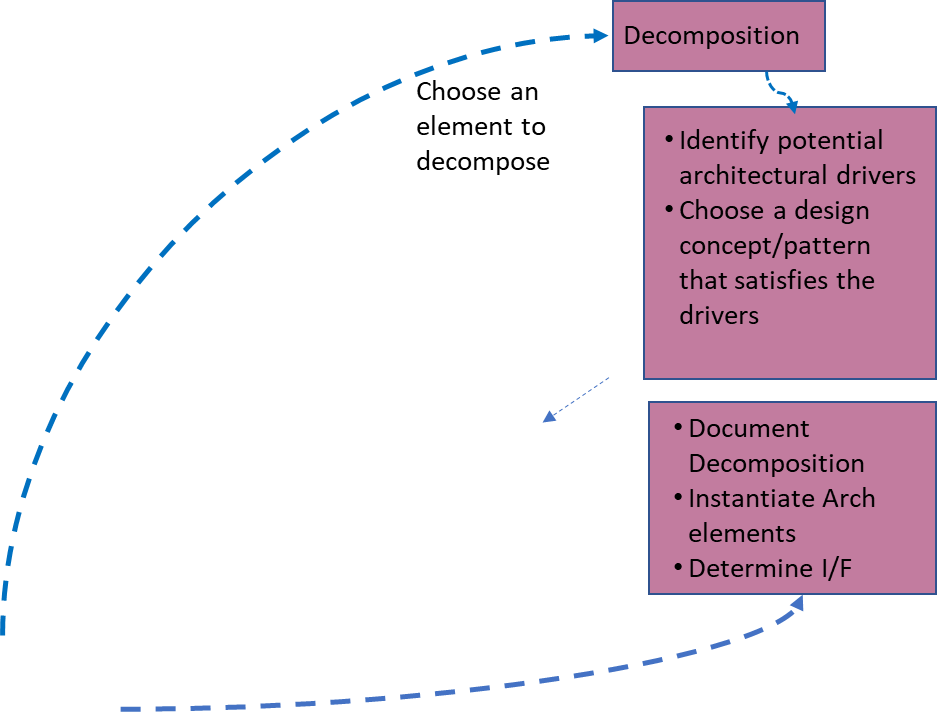 Decomposition
Choose an
element to
decompose
• Identify potential
architectural drivers
• Choose a design
concept/pattern
that satisfies the
drivers
• Document
Decomposition
• Instantiate Arch
elements
• Determine I/F